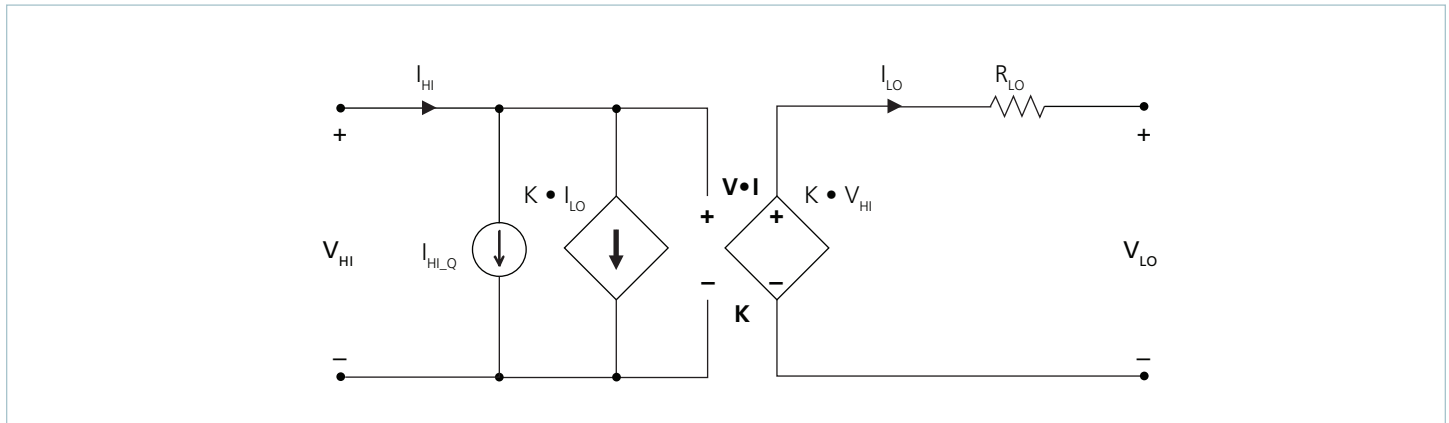 I_HI
I_LO
R_LO
+
+
K • I_LO
V•I
K • V_HI
+
+
V_HI
I_HI_Q
V_LO
–
–
K
–
–